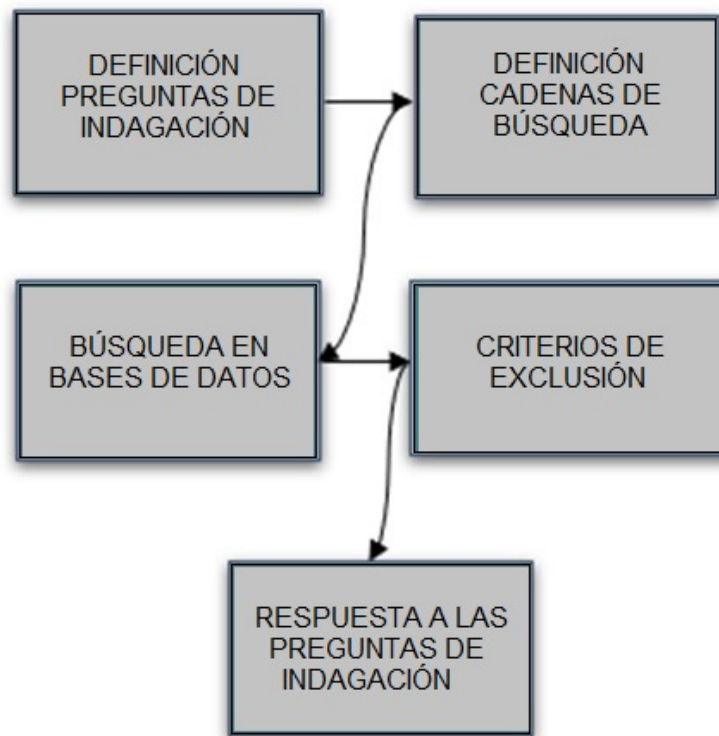 DEFINICIÓN
PREGUNTAS DE
INDAGACIÓN
DEFINICIÓN
CADENAS DE
BÚSQUEDA
BÚSQUEDA EN
BASES DE DATOS
CRITERIOS DE
EXCLUSIÓN
RESPUESTA A LAS
PREGUNTAS DE
INDAGACIÓN